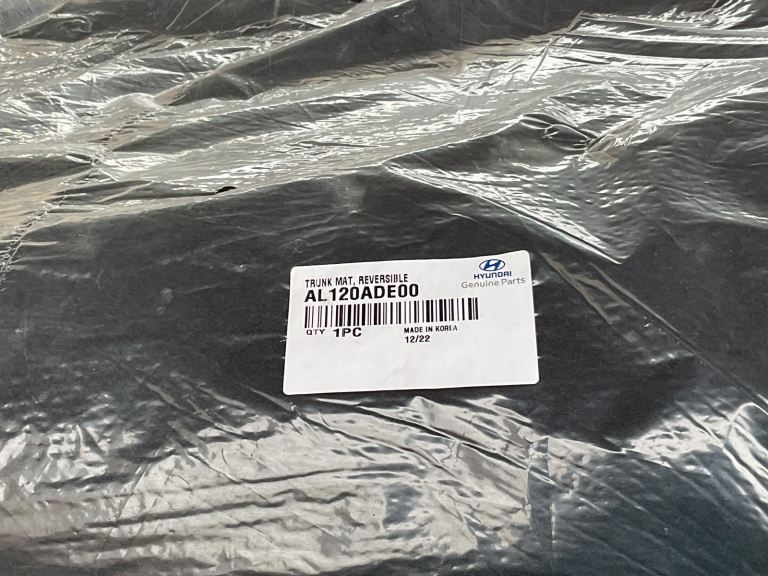 TRUNK MAT, REVERSIBLE
AL120ADE00
HYUNDAI
Genuine Parts
QTY 1PC
MADE IN KOREA
12/22